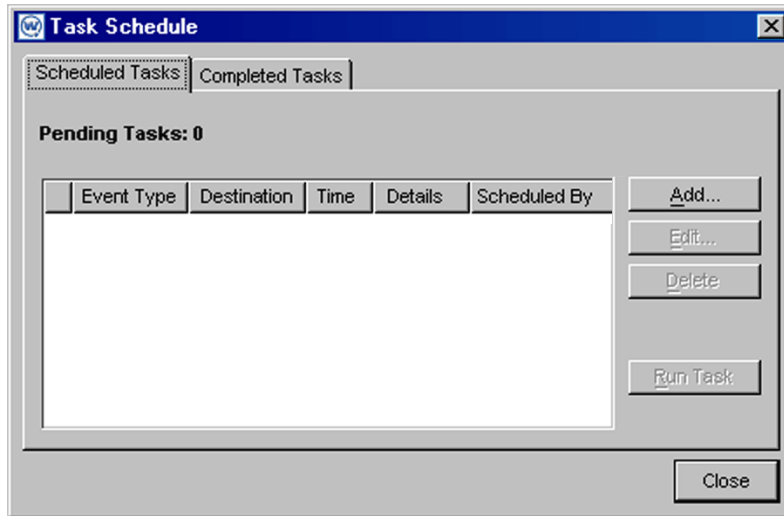 Task Schedule
Scheduled Tasks Completed Tasks
Pending Tasks: 0
Event Type Destination Time Details Scheduled By
Add...
Edit...
Delete
Run Task
Close